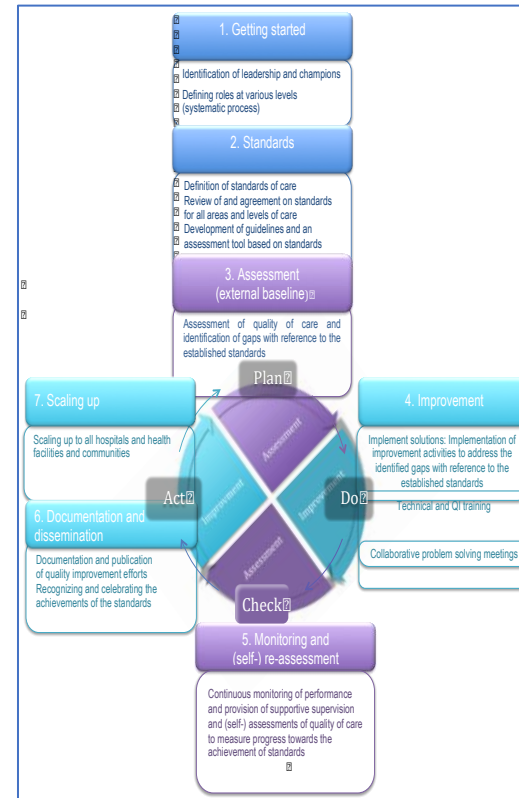 1. Getting started
Identification of leadership and champions
Defining roles at various levels
(systematic process)
2. Standards
Definition of standards of care
Review of and agreement on standards
for all areas and levels of care
Development of guidelines and an
assessment tool based on standards
3. Assessment
(external baseline)
Assessment of quality of care and
identification of gaps with reference to the
established standards
Plan
7. Scaling up
Scaling up to all hospitals and health
facilities and communities
4. Improvement
Implement solutions: Implementation of
improvement activities to address the
identified gaps with reference to the
established standards
Technical and QI training
Collaborative problem solving meetings
Assessment
Improvment
Improvement
Assessment
Act
Do
Check
6. Documentation and
dissemination
Documentation and publication
of quality improvement efforts
Recognizing and celebrating the
achievements of the standards
5. Monitoring and
(self-) re-assessment
Continuous monitoring of performance
and provision of supportive supervision
and (self-) assessments of quality of care
to measure progress towards the
achievement of standards